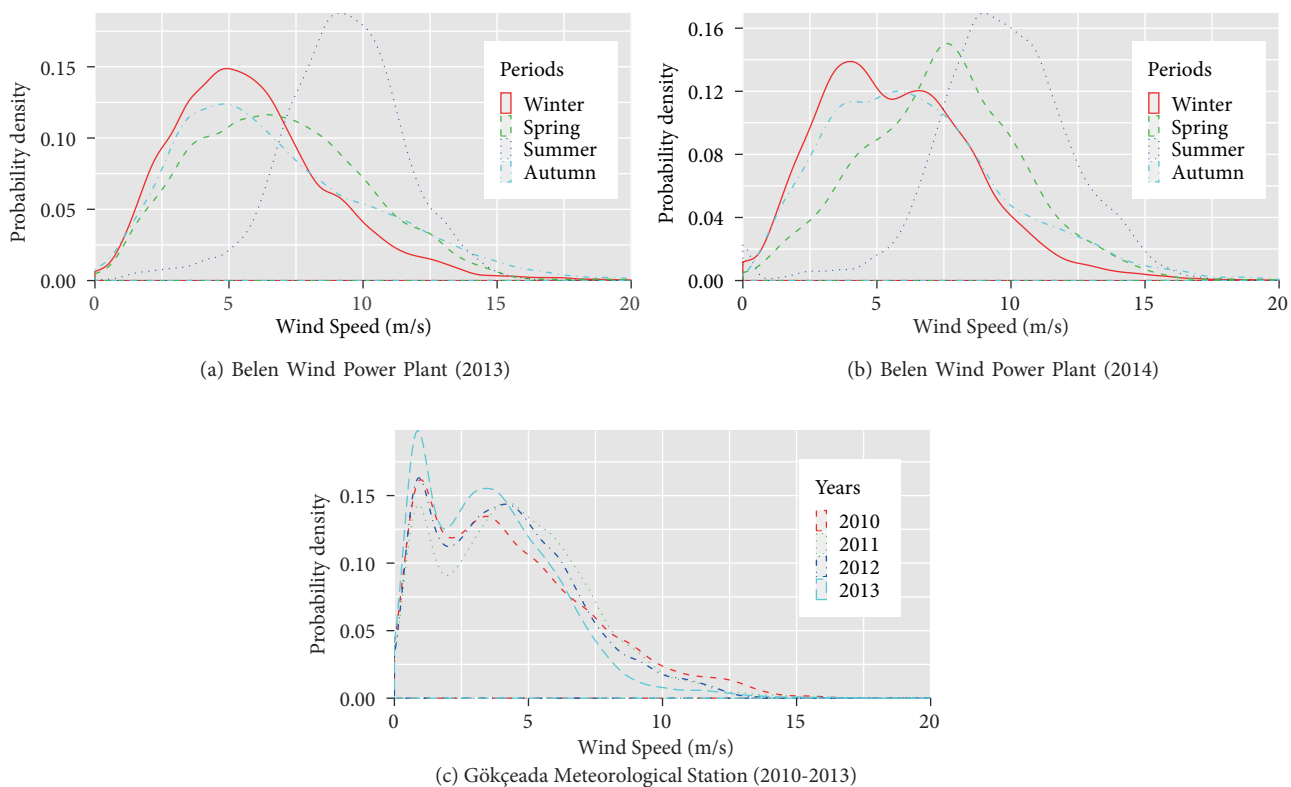 Probability density
0.15
0.10
0.05
0.00
0
5
10
15
20
Wind Speed (m/s)
Periods
Winter
Spring
Summer
Autumn
(a) Belen Wind Power Plant (2013)
Probability density
0.16
0.12
0.08
0.04
0.00
0
5
10
15
20
Wind Speed (m/s)
Periods
Winter
Spring
Summer
Autumn
(b) Belen Wind Power Plant (2014)
Probability density
0.15
0.10
0.05
0.00
0
5
10
15
20
Wind Speed (m/s)
Years
2010
2011
2012
2013
(c) Gökçeada Meteorological Station (2010-2013)